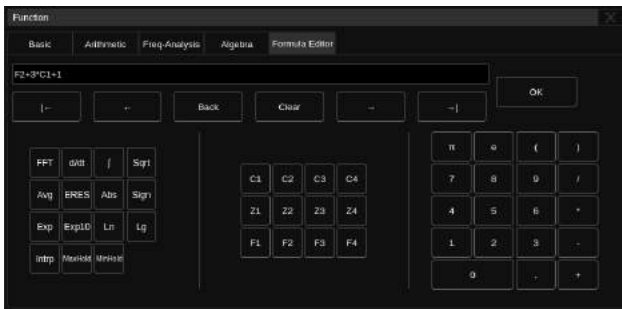 Function X
Basic Arithmetic Freq-Analysis Algebra Formula Editor
F2+3*C1+1
OK
|← ← Back Clear → →|
FFT d/dt ∫ Sqrt
Avg ERES Abs Sign
Exp Exp10 Ln Lg
Intrp MaxHold MinHold
C1 C2 C3 C4
Z1 Z2 Z3 Z4
F1 F2 F3 F4
π e ( )
7 8 9 /
4 5 6 *
1 2 3 -
0 . +